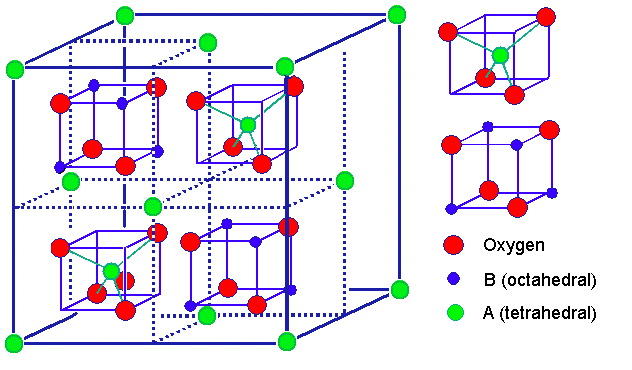 Oxygen
B (octahedral)
A (tetrahedral)